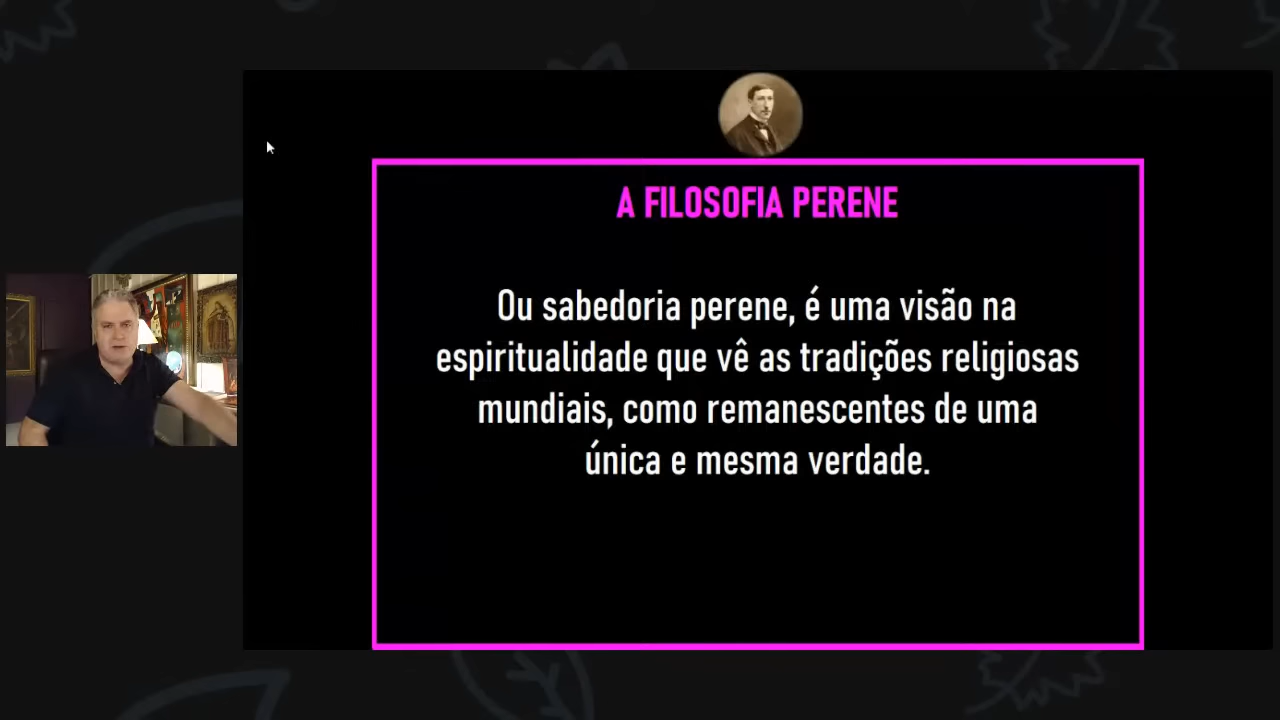 A FILOSOFIA PERENE
Ou sabedoria perene, é uma visão na
espiritualidade que vê as tradições religiosas
mundiais, como remanescentes de uma
única e mesma verdade.